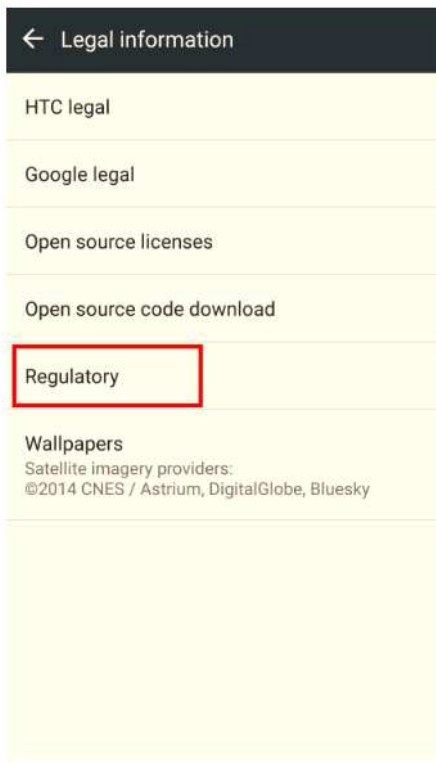 Legal information
HTC legal
Google legal
Open source licenses
Open source code download
Regulatory
Wallpapers
Satellite imagery providers:
©2014 CNES / Astrium, DigitalGlobe, Bluesky